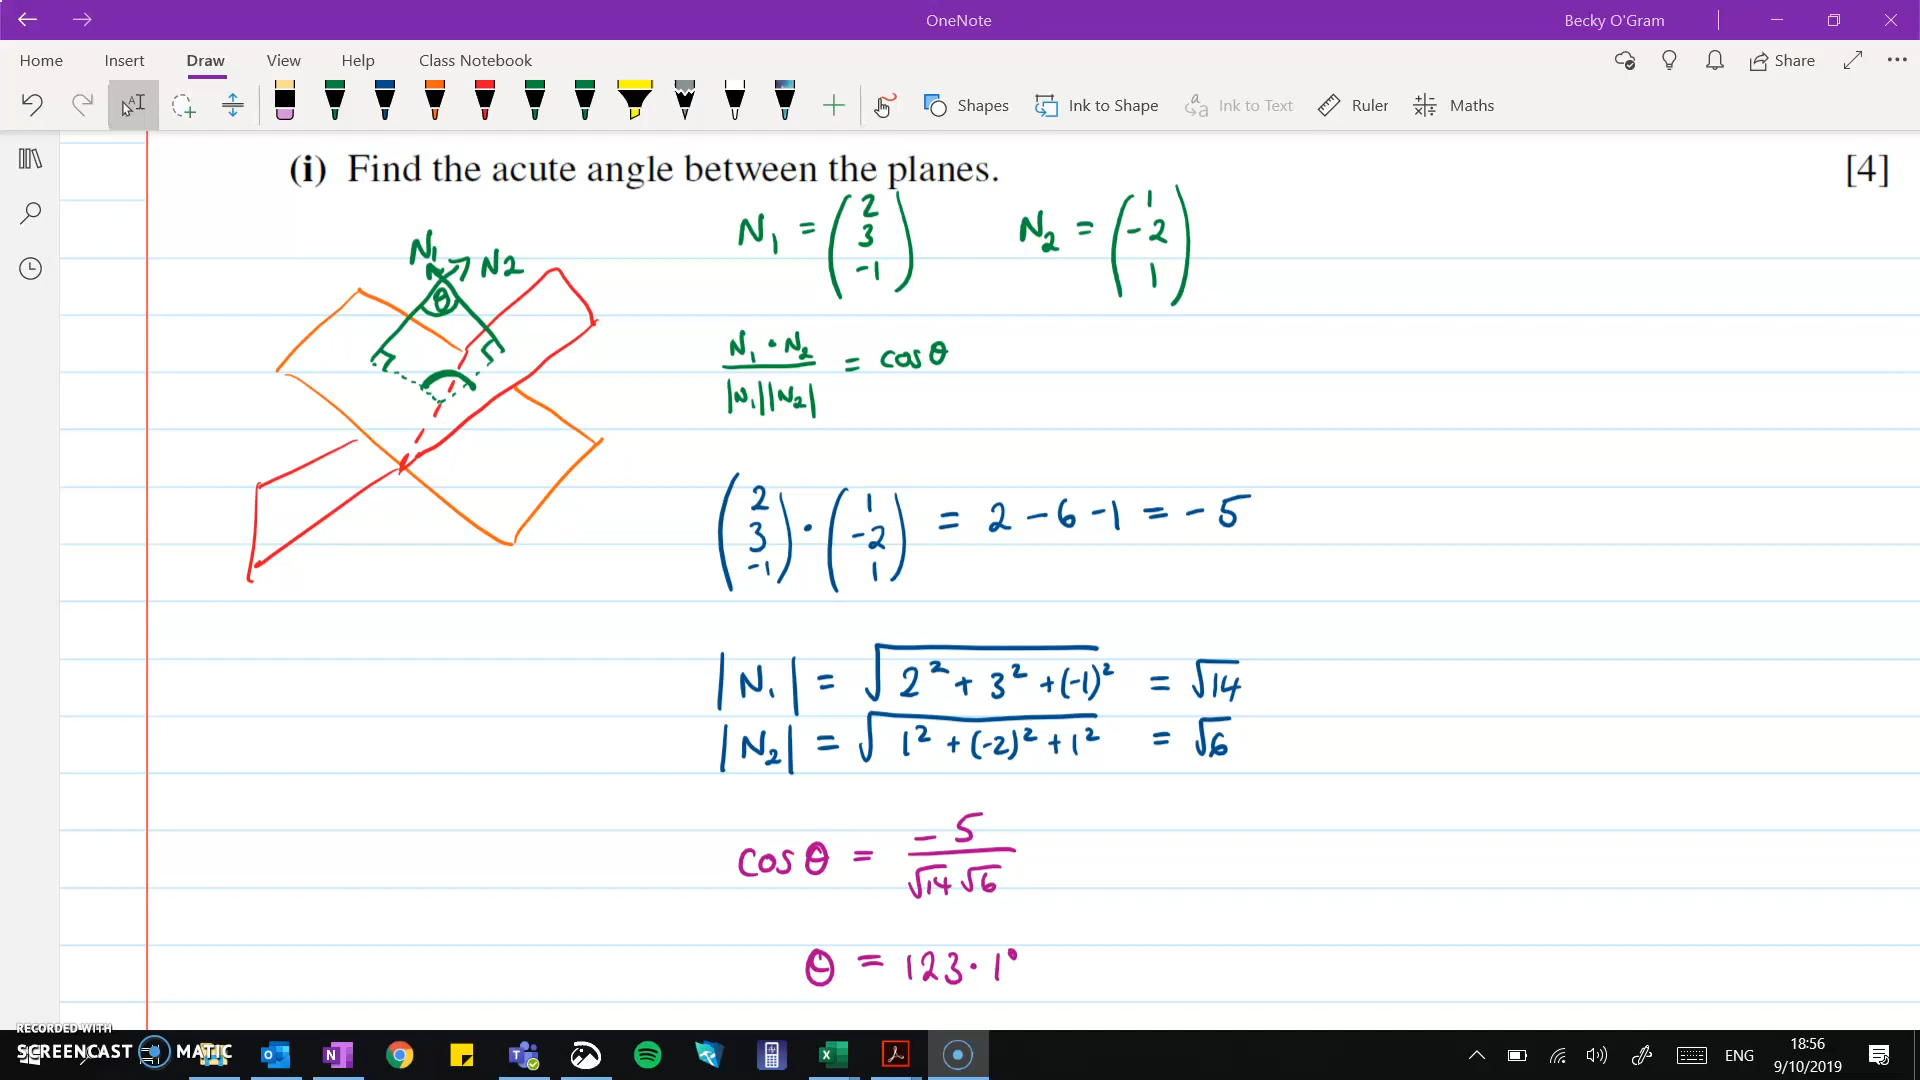 OneNote
Becky O'Gram
Home Insert Draw View Help Class Notebook
Share
Shapes Ink to Shape Ink to Text Ruler Maths
(i) Find the acute angle between the planes. [4]
N₁ = (2 3 -1) N₂ = (1 -2 1)
N₁ N₂
θ
N₁ · N₂ / |N₁||N₂| = cos θ
(2 3 -1) · (1 -2 1) = 2 - 6 - 1 = - 5
|N₁| = √(2² + 3² + (-1)²) = √14
|N₂| = √(1² + (-2)² + 1²) = √6
cos θ = -5 / √14 √6
θ = 123.1°
RECORDED WITH
SCREENCAST MATIC
ENG
18:56
9/10/2019